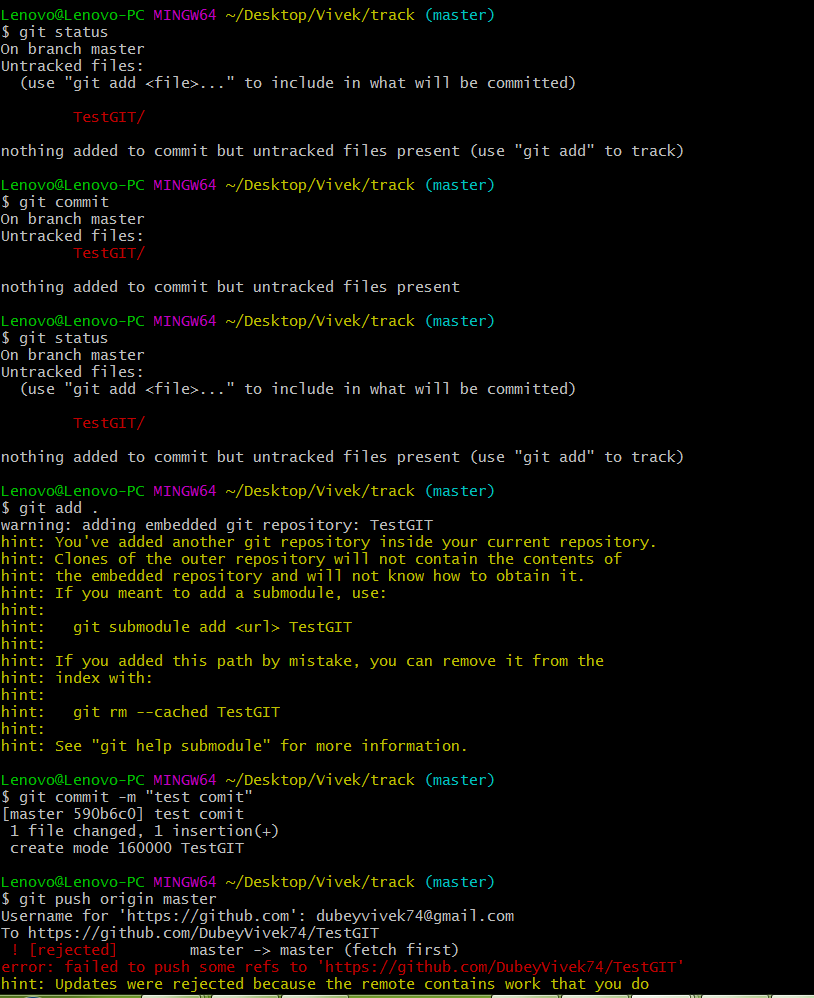 Lenovo@Lenovo-PC MINGW64 ~/Desktop/Vivek/track (master)
$ git status
On branch master
Untracked files:
  (use "git add <file>..." to include in what will be committed)

        TestGIT/

nothing added to commit but untracked files present (use "git add" to track)

Lenovo@Lenovo-PC MINGW64 ~/Desktop/Vivek/track (master)
$ git commit
On branch master
Untracked files:
        TestGIT/

nothing added to commit but untracked files present

Lenovo@Lenovo-PC MINGW64 ~/Desktop/Vivek/track (master)
$ git status
On branch master
Untracked files:
  (use "git add <file>..." to include in what will be committed)

        TestGIT/

nothing added to commit but untracked files present (use "git add" to track)

Lenovo@Lenovo-PC MINGW64 ~/Desktop/Vivek/track (master)
$ git add .
warning: adding embedded git repository: TestGIT
hint: You've added another git repository inside your current repository.
hint: Clones of the outer repository will not contain the contents of
hint: the embedded repository and will not know how to obtain it.
hint: If you meant to add a submodule, use:
hint:
hint:   git submodule add <url> TestGIT
hint:
hint: If you added this path by mistake, you can remove it from the
hint: index with:
hint:
hint:   git rm --cached TestGIT
hint:
hint: See "git help submodule" for more information.

Lenovo@Lenovo-PC MINGW64 ~/Desktop/Vivek/track (master)
$ git commit -m "test comit"
[master 590b6c0] test comit
 1 file changed, 1 insertion(+)
 create mode 160000 TestGIT

Lenovo@Lenovo-PC MINGW64 ~/Desktop/Vivek/track (master)
$ git push origin master
Username for 'https://github.com': dubeyvivek74@gmail.com
To https://github.com/DubeyVivek74/TestGIT
 ! [rejected]        master -> master (fetch first)
error: failed to push some refs to 'https://github.com/DubeyVivek74/TestGIT'
hint: Updates were rejected because the remote contains work that you do